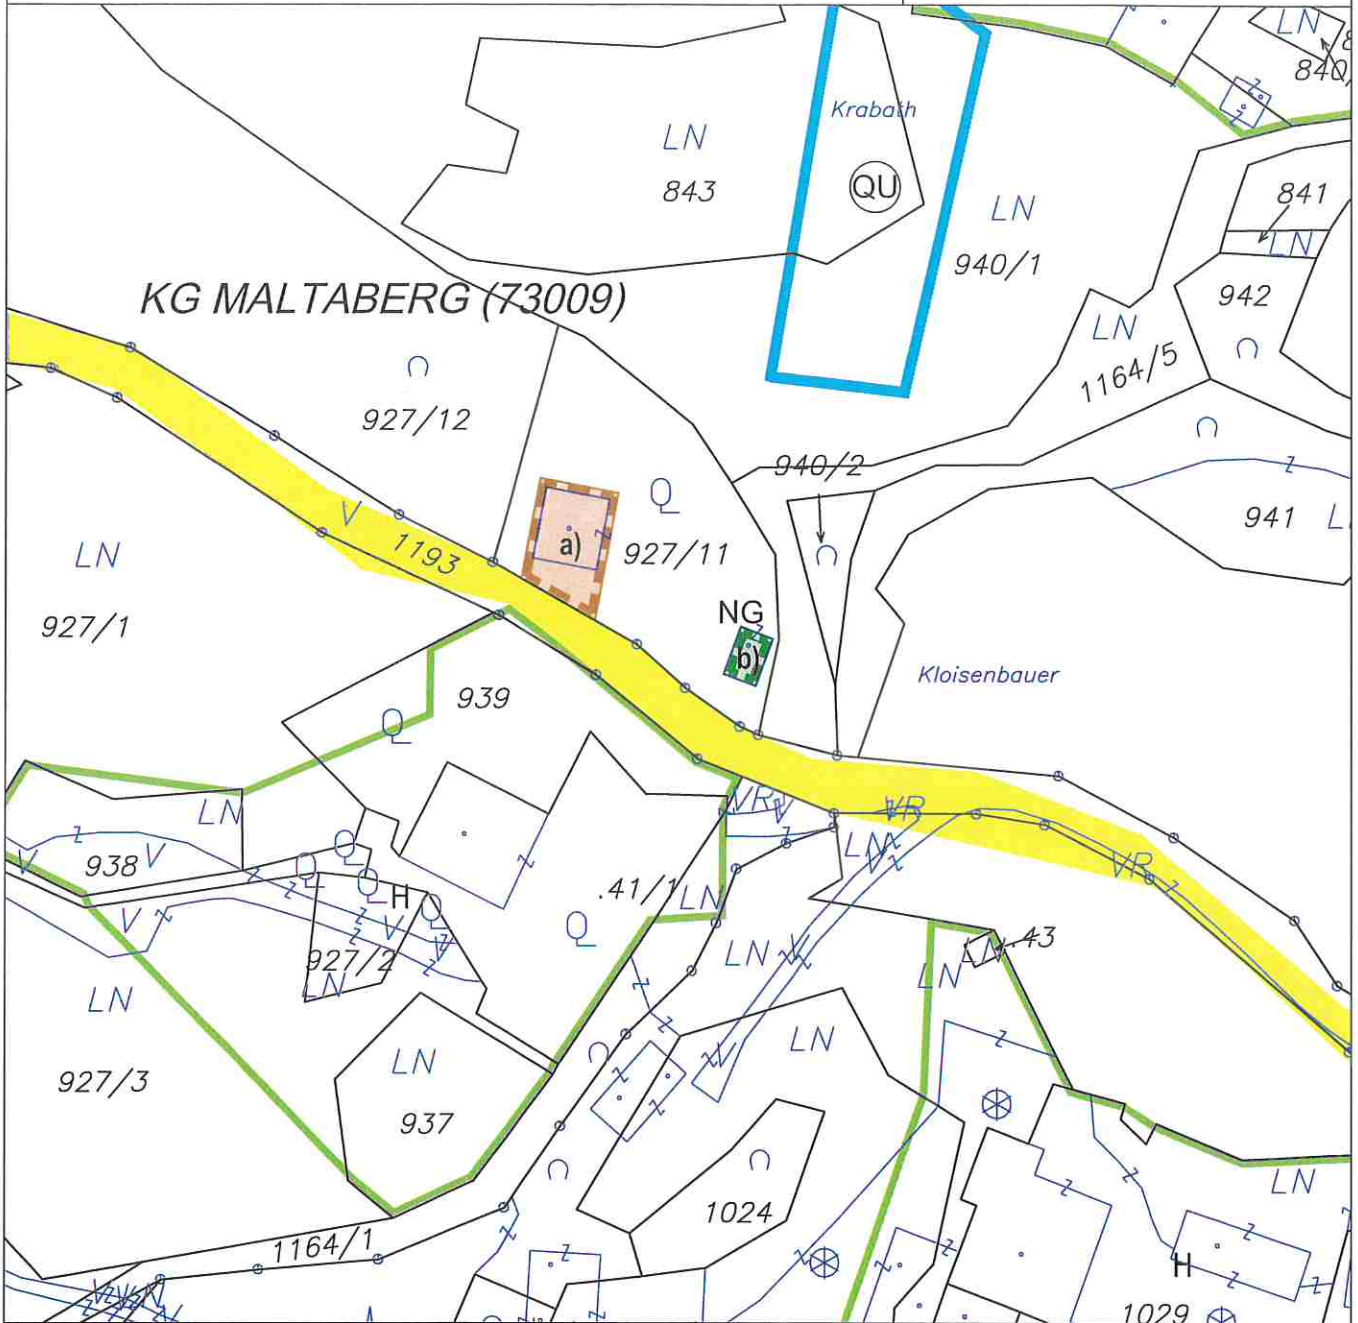 LN
840
Krabath
LN
843
QU
841
LN
LN
940/1
942
KG MALTABERG (73009)
LN
1164/5
927/12
940/2
V
941
1193
a)
927/11
LN
927/1
NG
b)
Kloisenbauer
939
VR
VR
LN
LN
VR
938
V
V
H
.41/1
LN
V
V
V
927/2
LN
LN
.43
LN
LN
LN
LN
LN
927/3
937
LN
1024
1164/1
H
1029